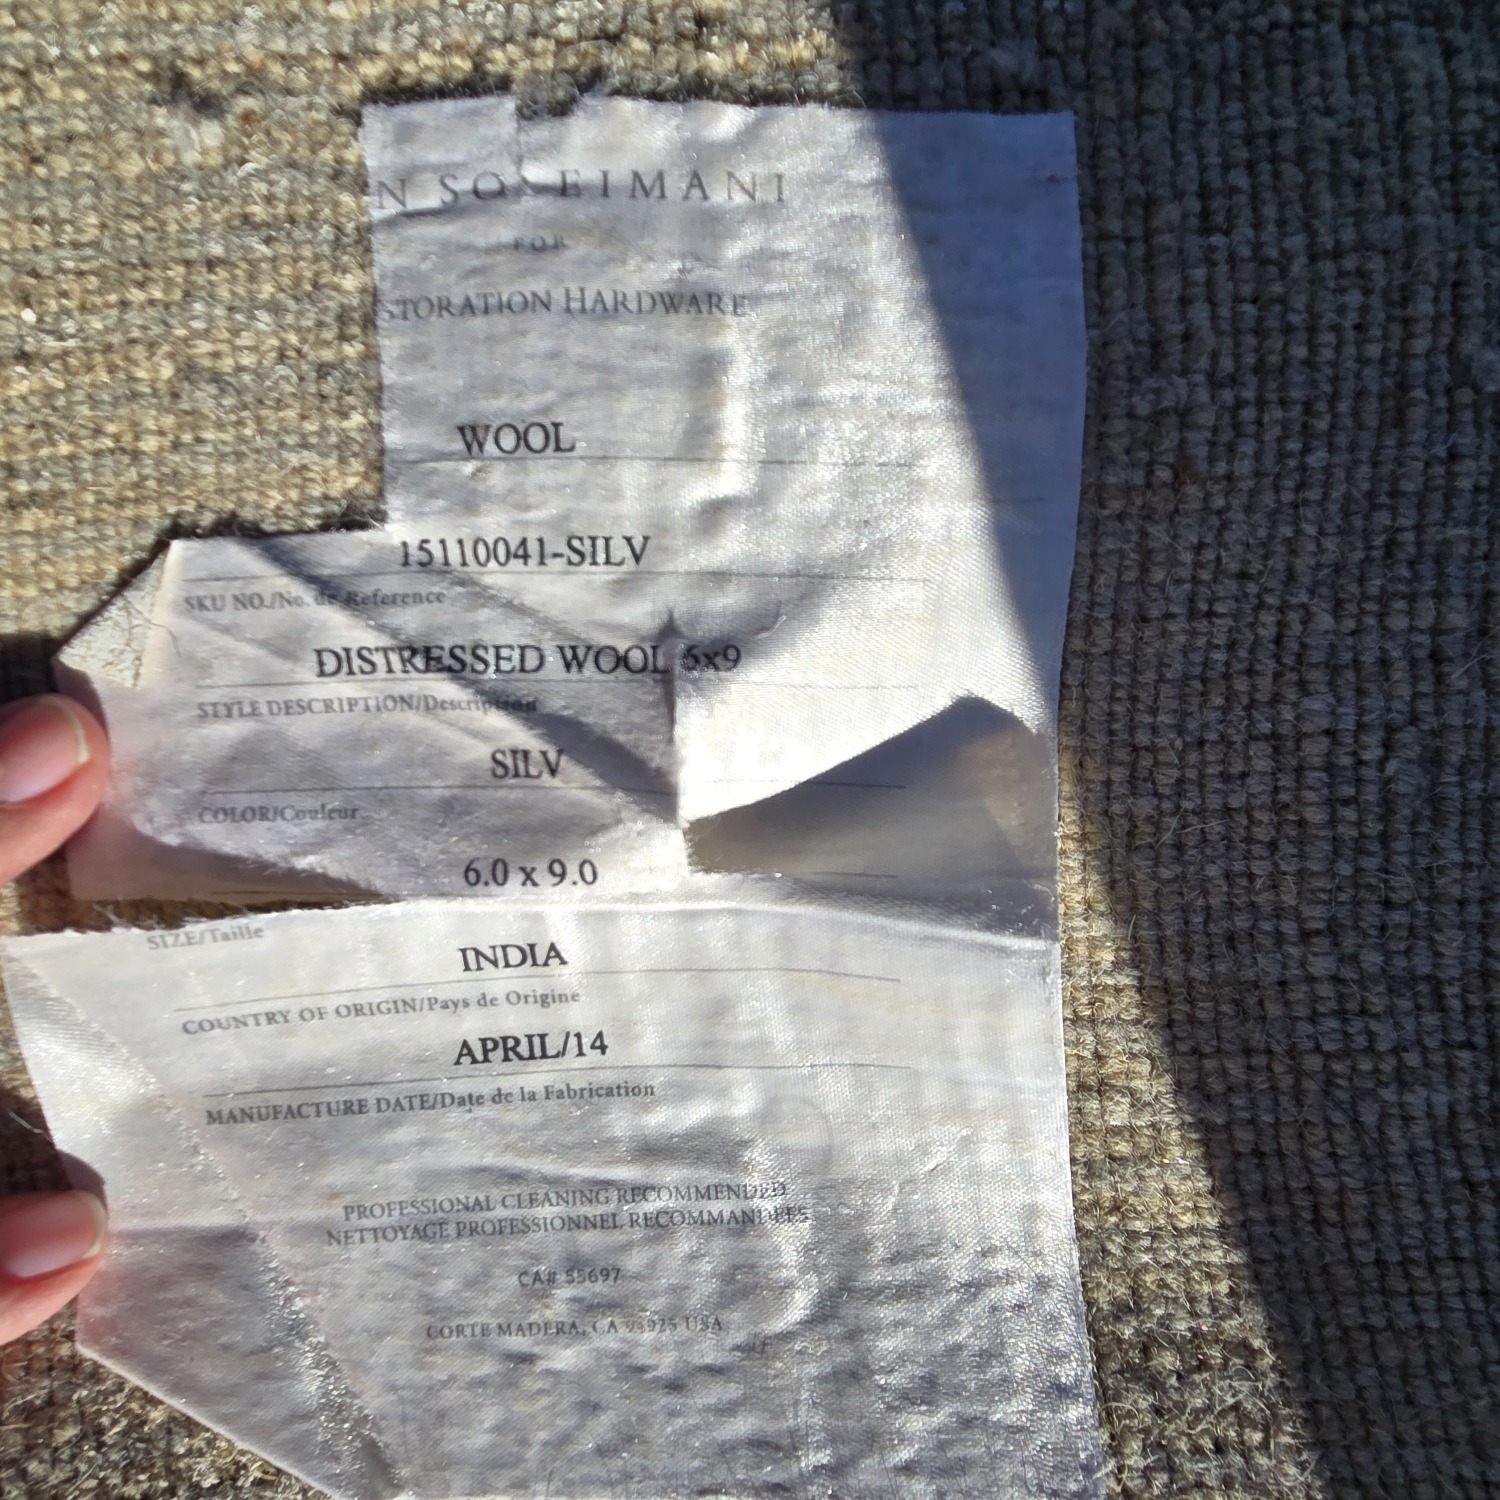 N SOLEIMANI
FOR
STORATION HARDWARE
WOOL
15110041-SILV
SKU NO./No. de Reference
DISTRESSED WOOL 6x9
STYLE DESCRIPTION/Description
SILV
COLOR/Couleur
6.0 x 9.0
SIZE/Taille
INDIA
COUNTRY OF ORIGIN/Pays de Origine
APRIL/14
MANUFACTURE DATE/Date de la Fabrication
PROFESSIONAL CLEANING RECOMMENDED
NETTOYAGE PROFESSIONNEL RECOMMANDEES
CA# 55697
CORTE MADERA, CA 94925 USA